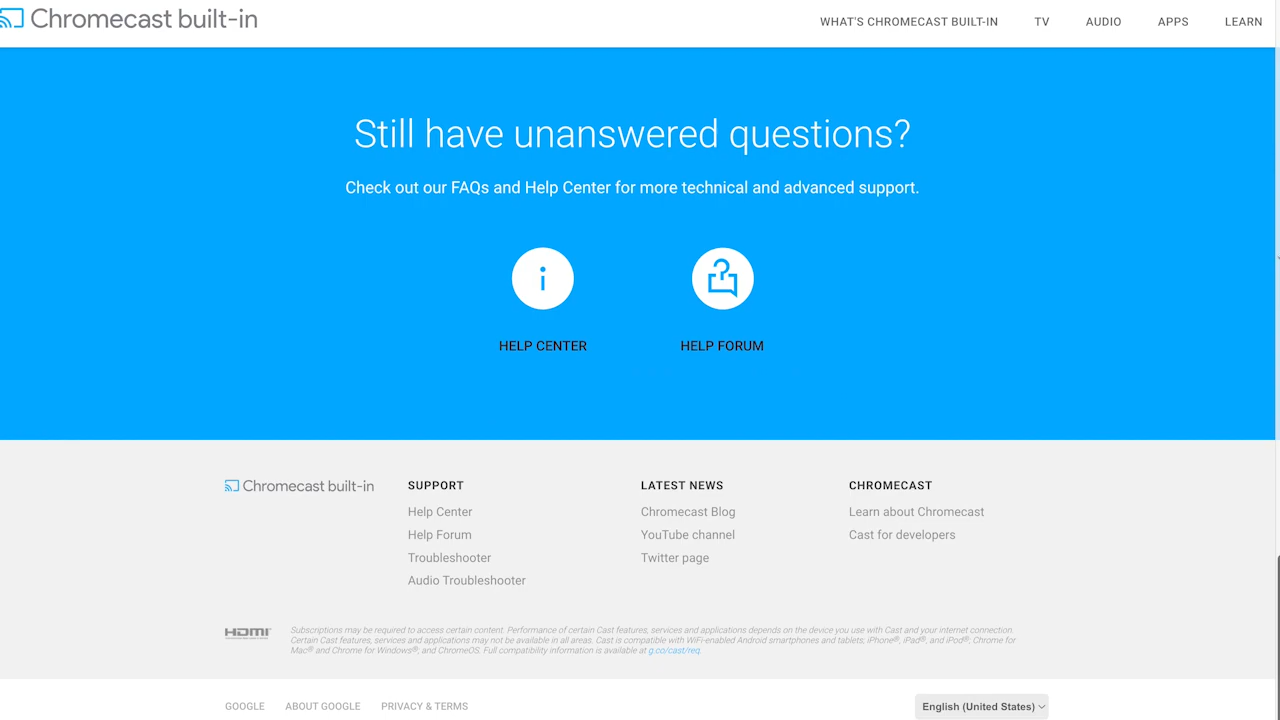 Chromecast built-in
WHAT'S CHROMECAST BUILT-IN TV AUDIO APPS LEARN
Still have unanswered questions?
Check out our FAQs and Help Center for more technical and advanced support.
HELP CENTER
HELP FORUM
Chromecast built-in
SUPPORT
Help Center
Help Forum
Troubleshooter
Audio Troubleshooter
LATEST NEWS
Chromecast Blog
YouTube channel
Twitter page
CHROMECAST
Learn about Chromecast
Cast for developers
HDMI
Subscriptions may be required to access certain content. Performance of certain Cast features, services and applications depends on the device you use with Cast and your internet connection.
Certain Cast features, services and applications may not be available in all areas. Cast is compatible with WiFi-enabled Android smartphones and tablets; iPhone®, iPad®, and iPod®; Chrome for
Mac® and Chrome for Windows®; and ChromeOS. Full compatibility information is available at g.co/cast/req.
GOOGLE ABOUT GOOGLE PRIVACY & TERMS
English (United States)